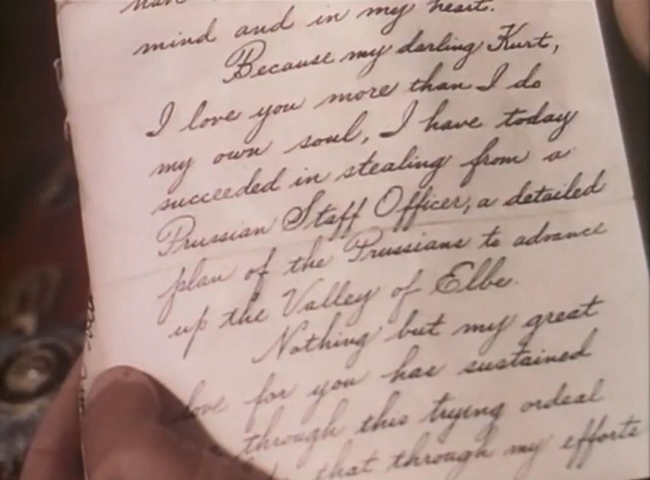 mind and in my heart.
Because my darling Kurt,
I love you more than I do
my own soul, I have today
succeeded in stealing from a
Prussian Staff Officer, a detailed
plan of the Prussians to advance
up the Valley of Elbe.
Nothing but my great
love for you has sustained
through this trying ordeal
that through my efforts